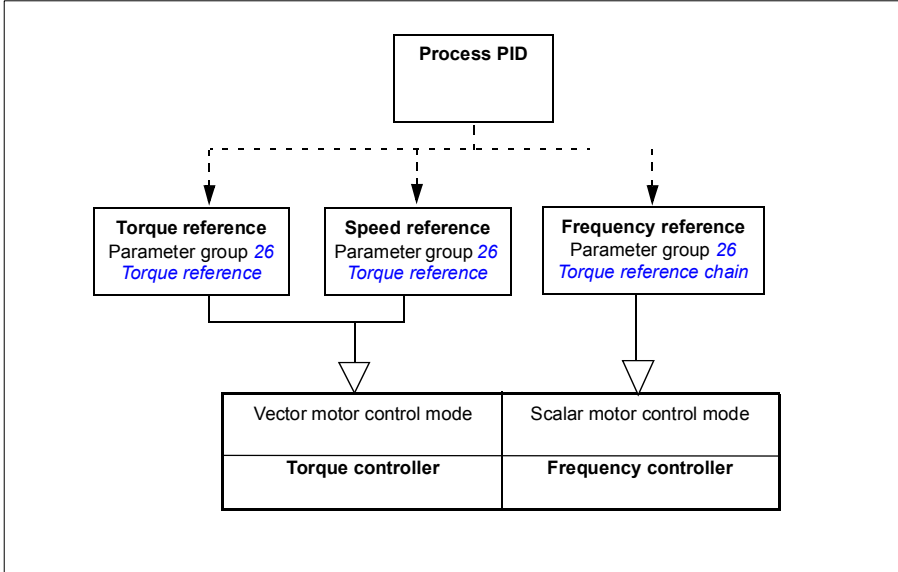 Process PID
Torque reference
Parameter group 26
Torque reference
Speed reference
Parameter group 26
Torque reference
Frequency reference
Parameter group 26
Torque reference chain
Vector motor control mode
Scalar motor control mode
Torque controller
Frequency controller